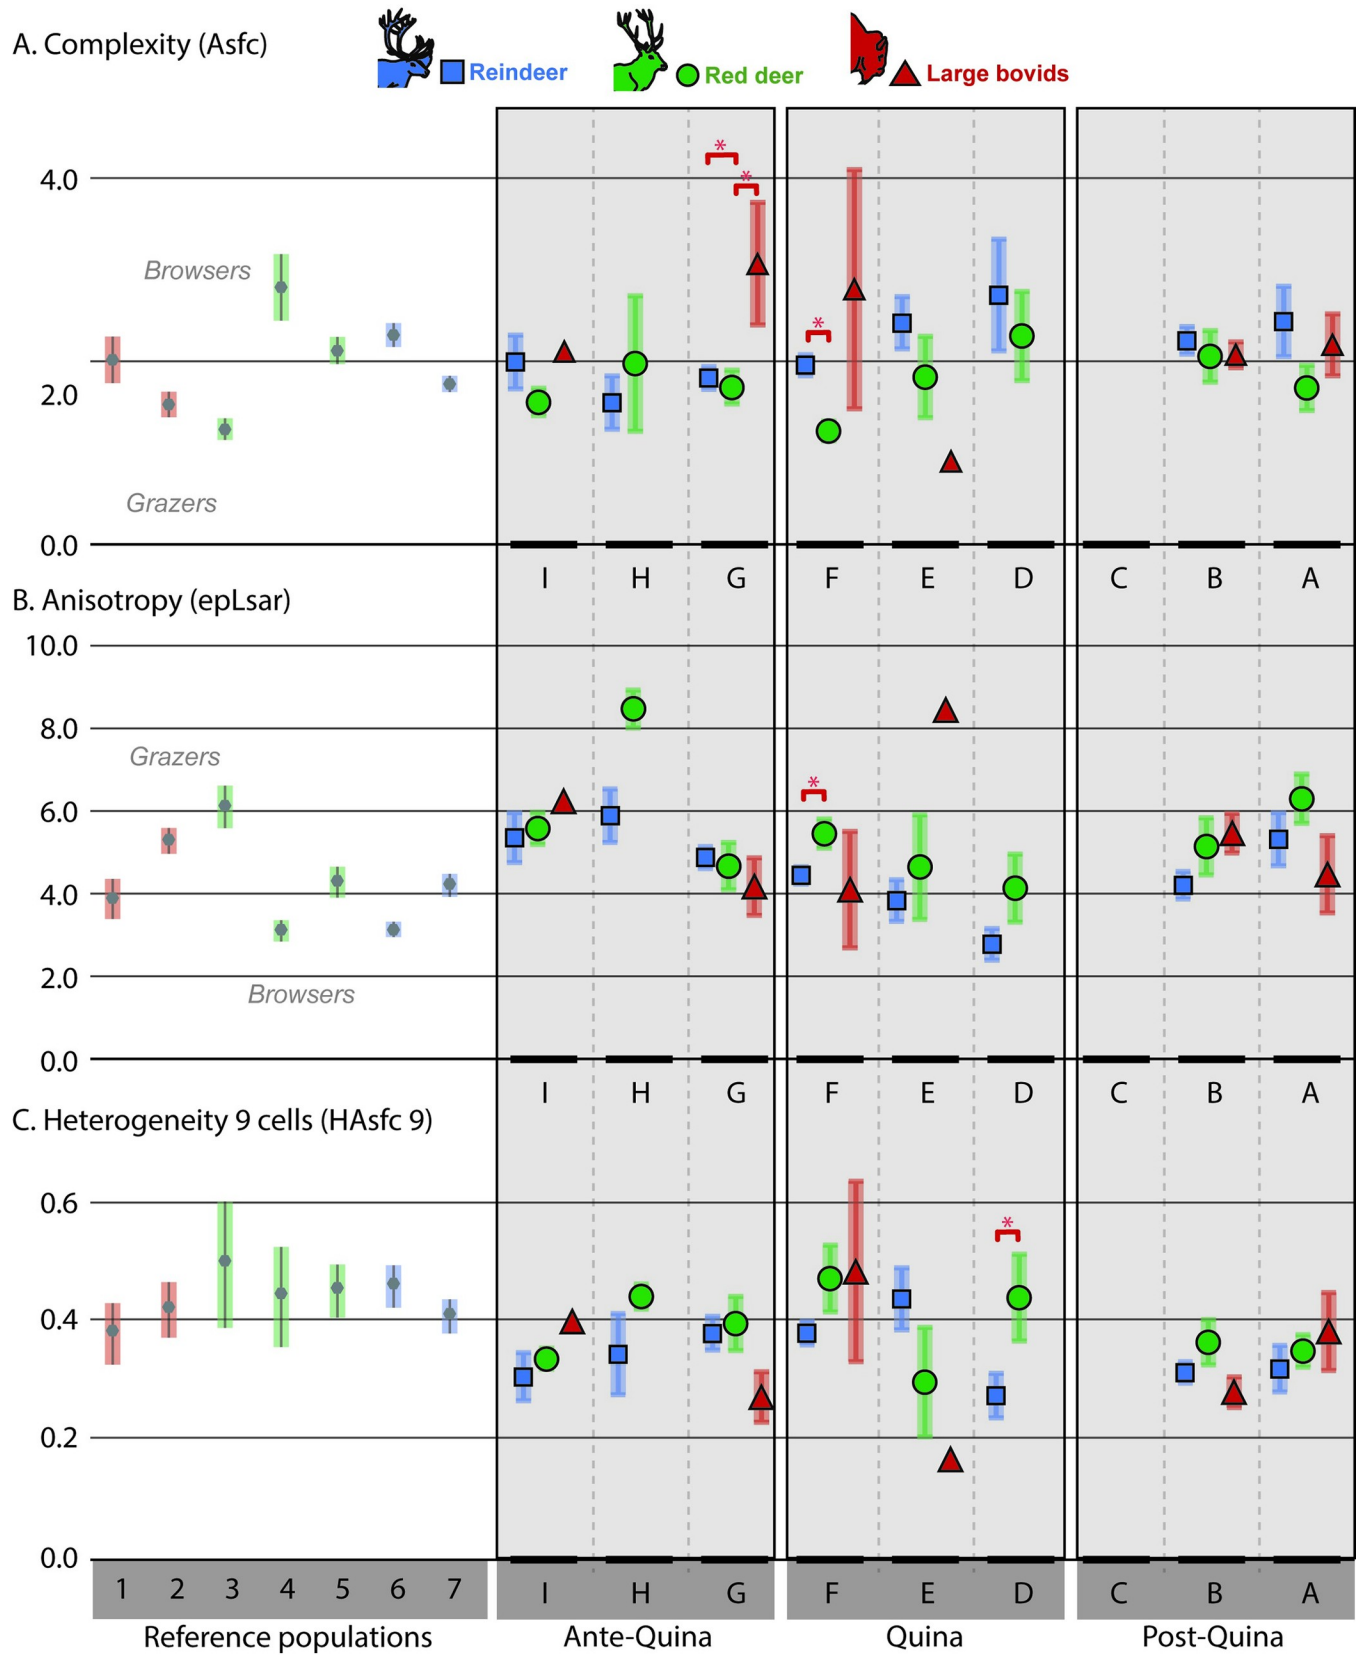 A. Complexity (Asfc)
Reindeer
Red deer
Large bovids
*
*
4.0
Browsers
*
2.0
Grazers
0.0
I H G F E D C B A
B. Anisotropy (epLsar)
10.0
8.0
Grazers
*
6.0
4.0
Browsers
2.0
0.0
I H G F E D C B A
C. Heterogeneity 9 cells (HAsfc 9)
0.6
*
0.4
0.2
0.0
1 2 3 4 5 6 7 I H G F E D C B A
Reference populations Ante-Quina Quina Post-Quina